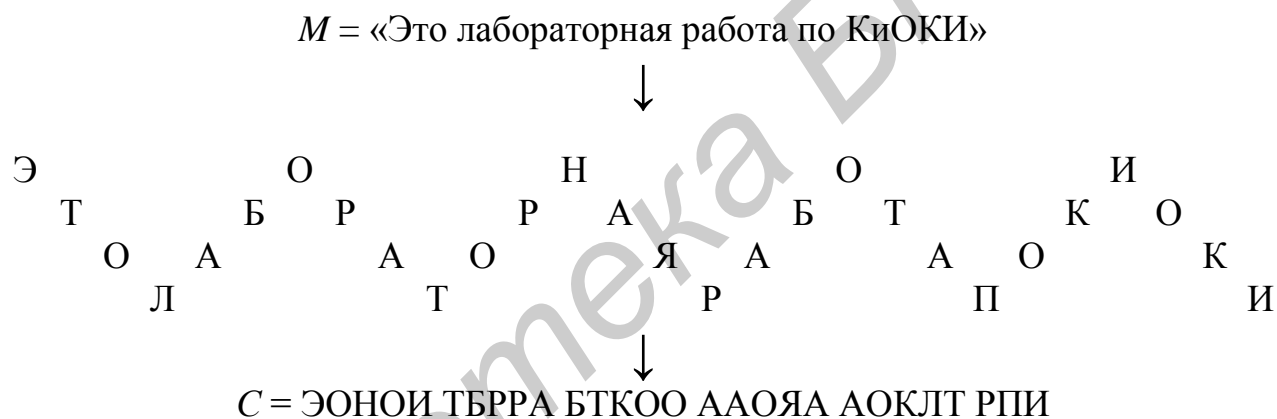 M = «Это лабораторная работа по КиОКИ»
↓
Э О Н О И
Т Б Р Р А Б Т К О
О А А О Я А А О К
Л Т Р П И
↓
C = ЭОНОИ ТБРРА БТКОО ААОЯА АОКЛТ РПИ